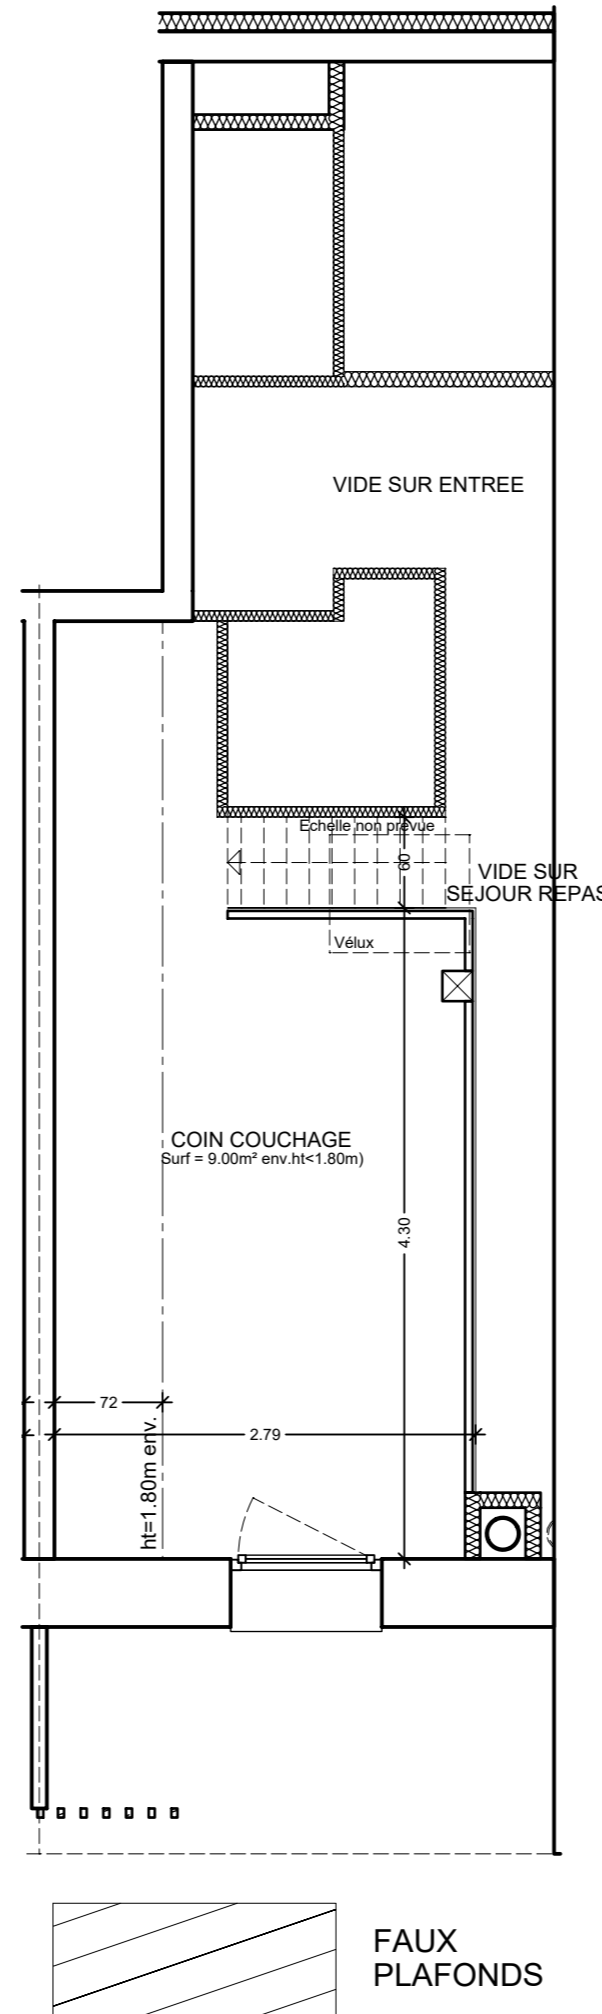 VIDE SUR ENTREE
Echelle non prévue
60
VIDE SUR
SEJOUR REPAS
Vélux
COIN COUCHAGE
Surf = 9.00m² env.ht<1.80m)
4.30
72
2.79
ht=1.80m env.
FAUX
PLAFONDS